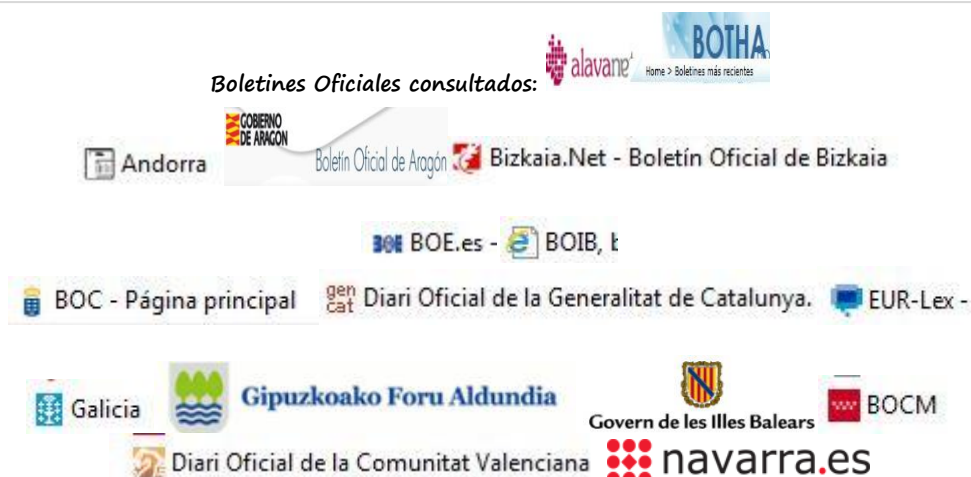 BOTHA
alavanet
Home > Boletines más recientes
Boletines Oficiales consultados:
GOBIERNO
DE ARAGON
Andorra
Boletín Oficial de Aragón
Bizkaia.Net - Boletín Oficial de Bizkaia
BOE BOE.es -
BOIB, b
BOC - Página principal
gen
cat
Diari Oficial de la Generalitat de Catalunya.
EUR-Lex -
Galicia
Gipuzkoako Foru Aldundia
Govern de les Illes Balears
BOCM
Diari Oficial de la Comunitat Valenciana
navarra.es